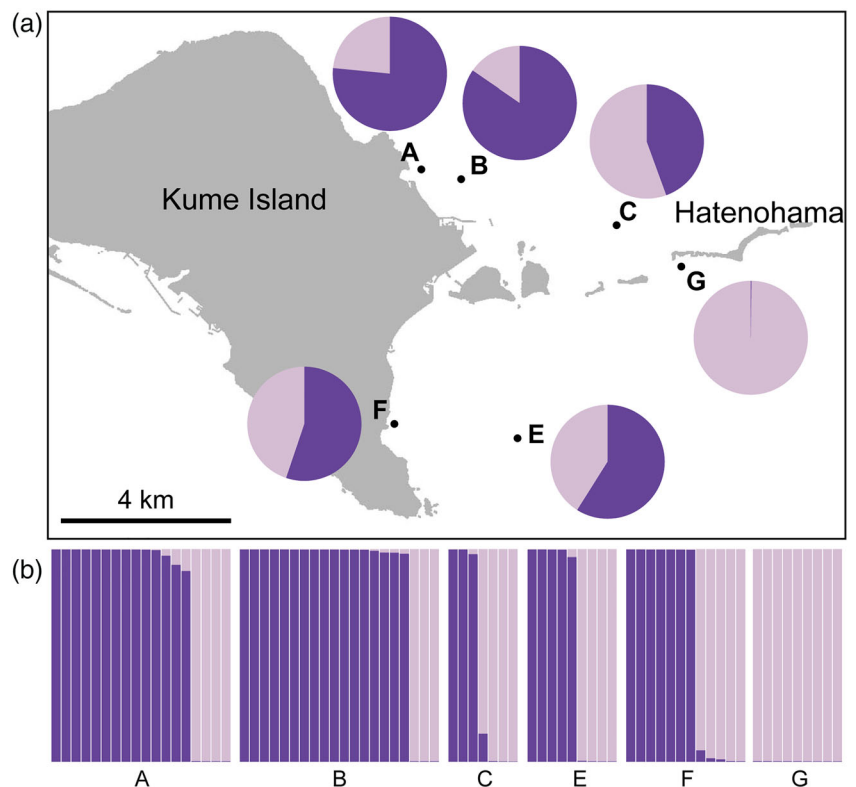 (a)
A
B
Kume Island
C
Hatenohama
G
F
E
4 km
(b)
A B C E F G